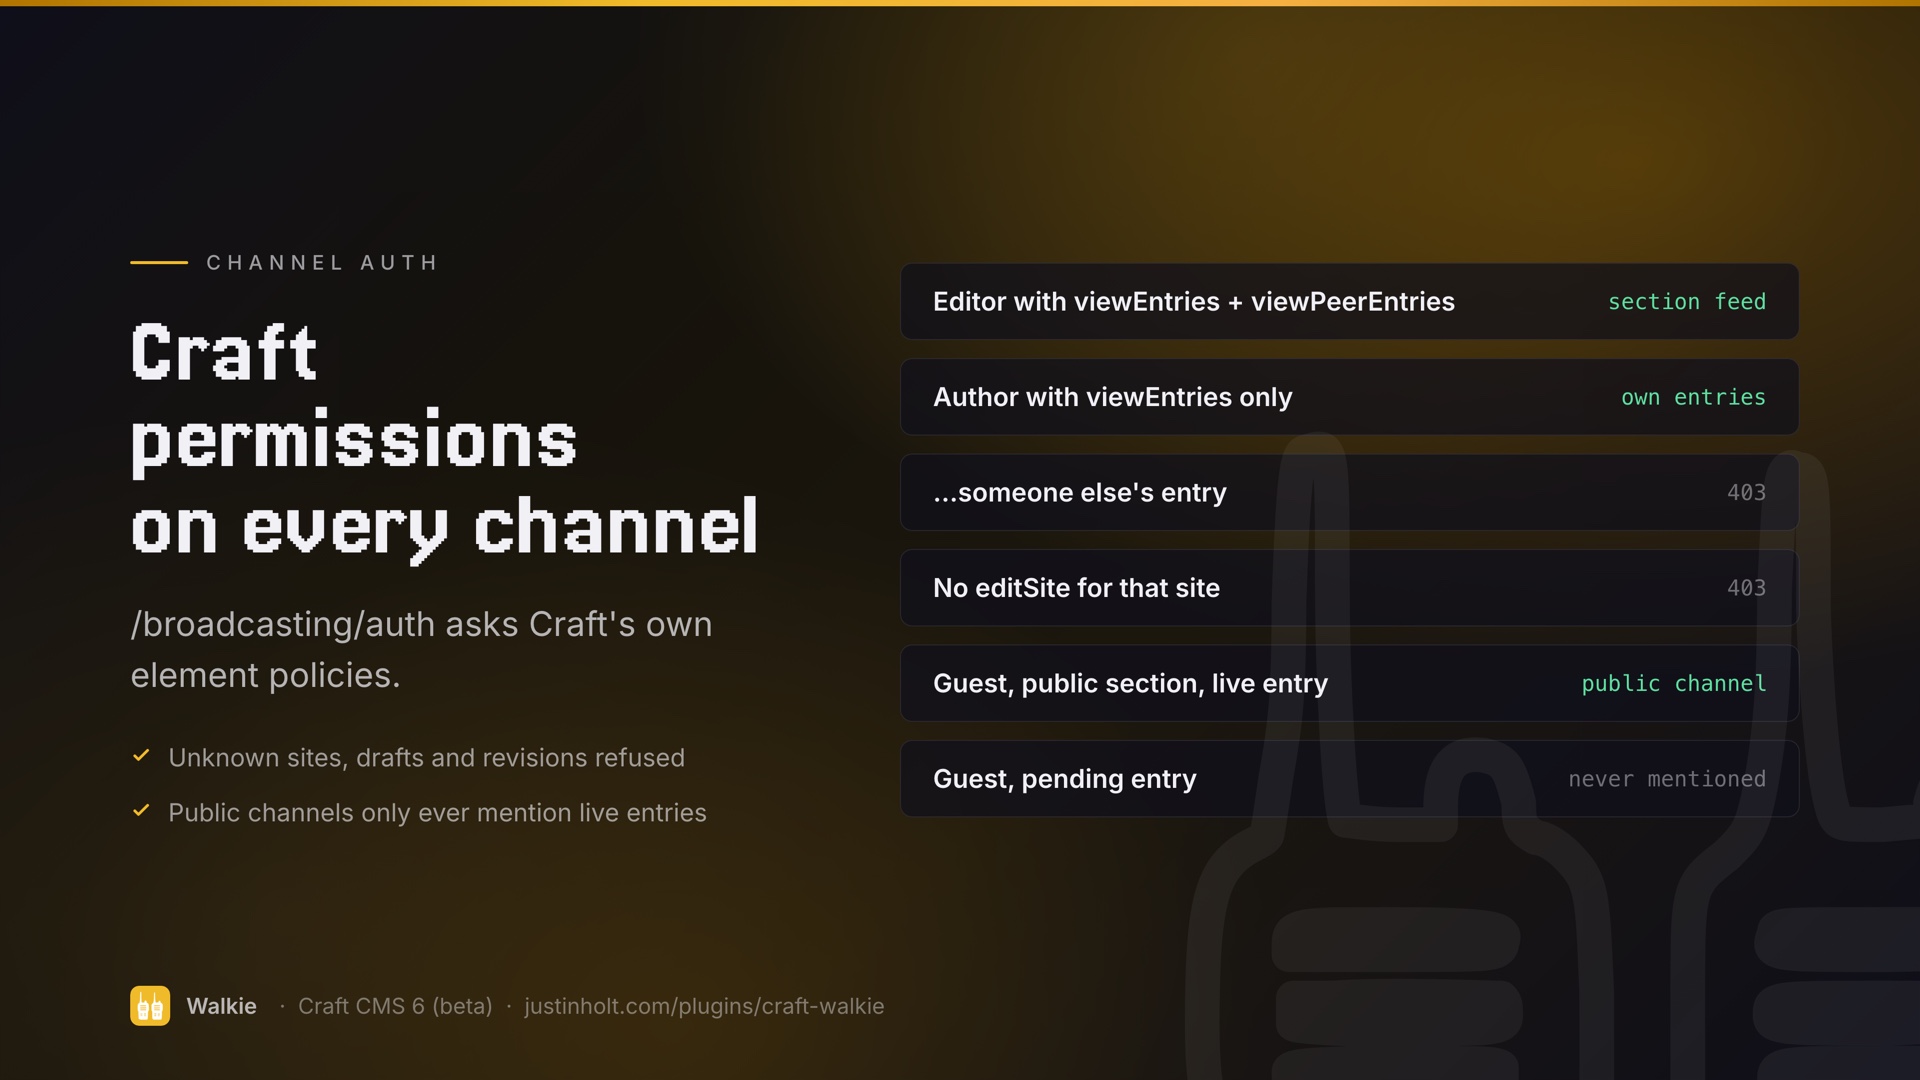 CHANNEL AUTH
Craft
permissions
on every channel
/broadcasting/auth asks Craft's own
element policies.
Unknown sites, drafts and revisions refused
Public channels only ever mention live entries
Editor with viewEntries + viewPeerEntries section feed
Author with viewEntries only own entries
...someone else's entry 403
No editSite for that site 403
Guest, public section, live entry public channel
Guest, pending entry never mentioned
Walkie · Craft CMS 6 (beta) · justinholt.com/plugins/craft-walkie